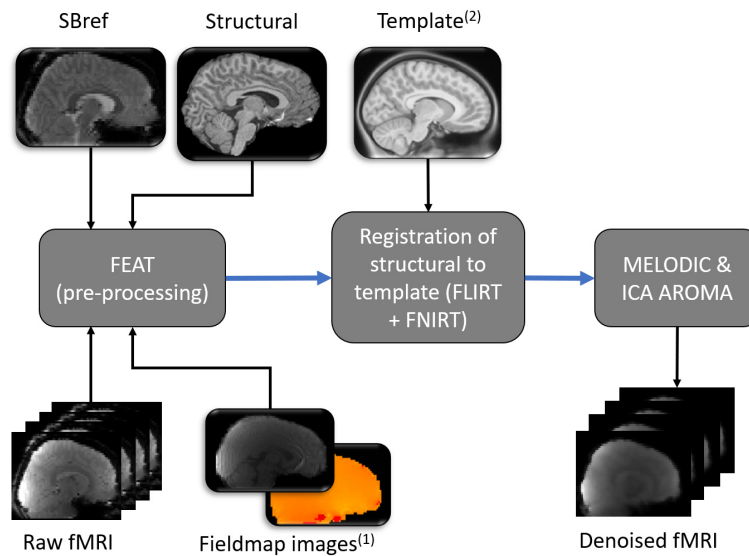 SBref
Structural
Template(2)
FEAT
(pre-processing)
Registration of
structural to
template (FLIRT
+ FNIRT)
MELODIC &
ICA AROMA
Raw fMRI
Fieldmap images(1)
Denoised fMRI